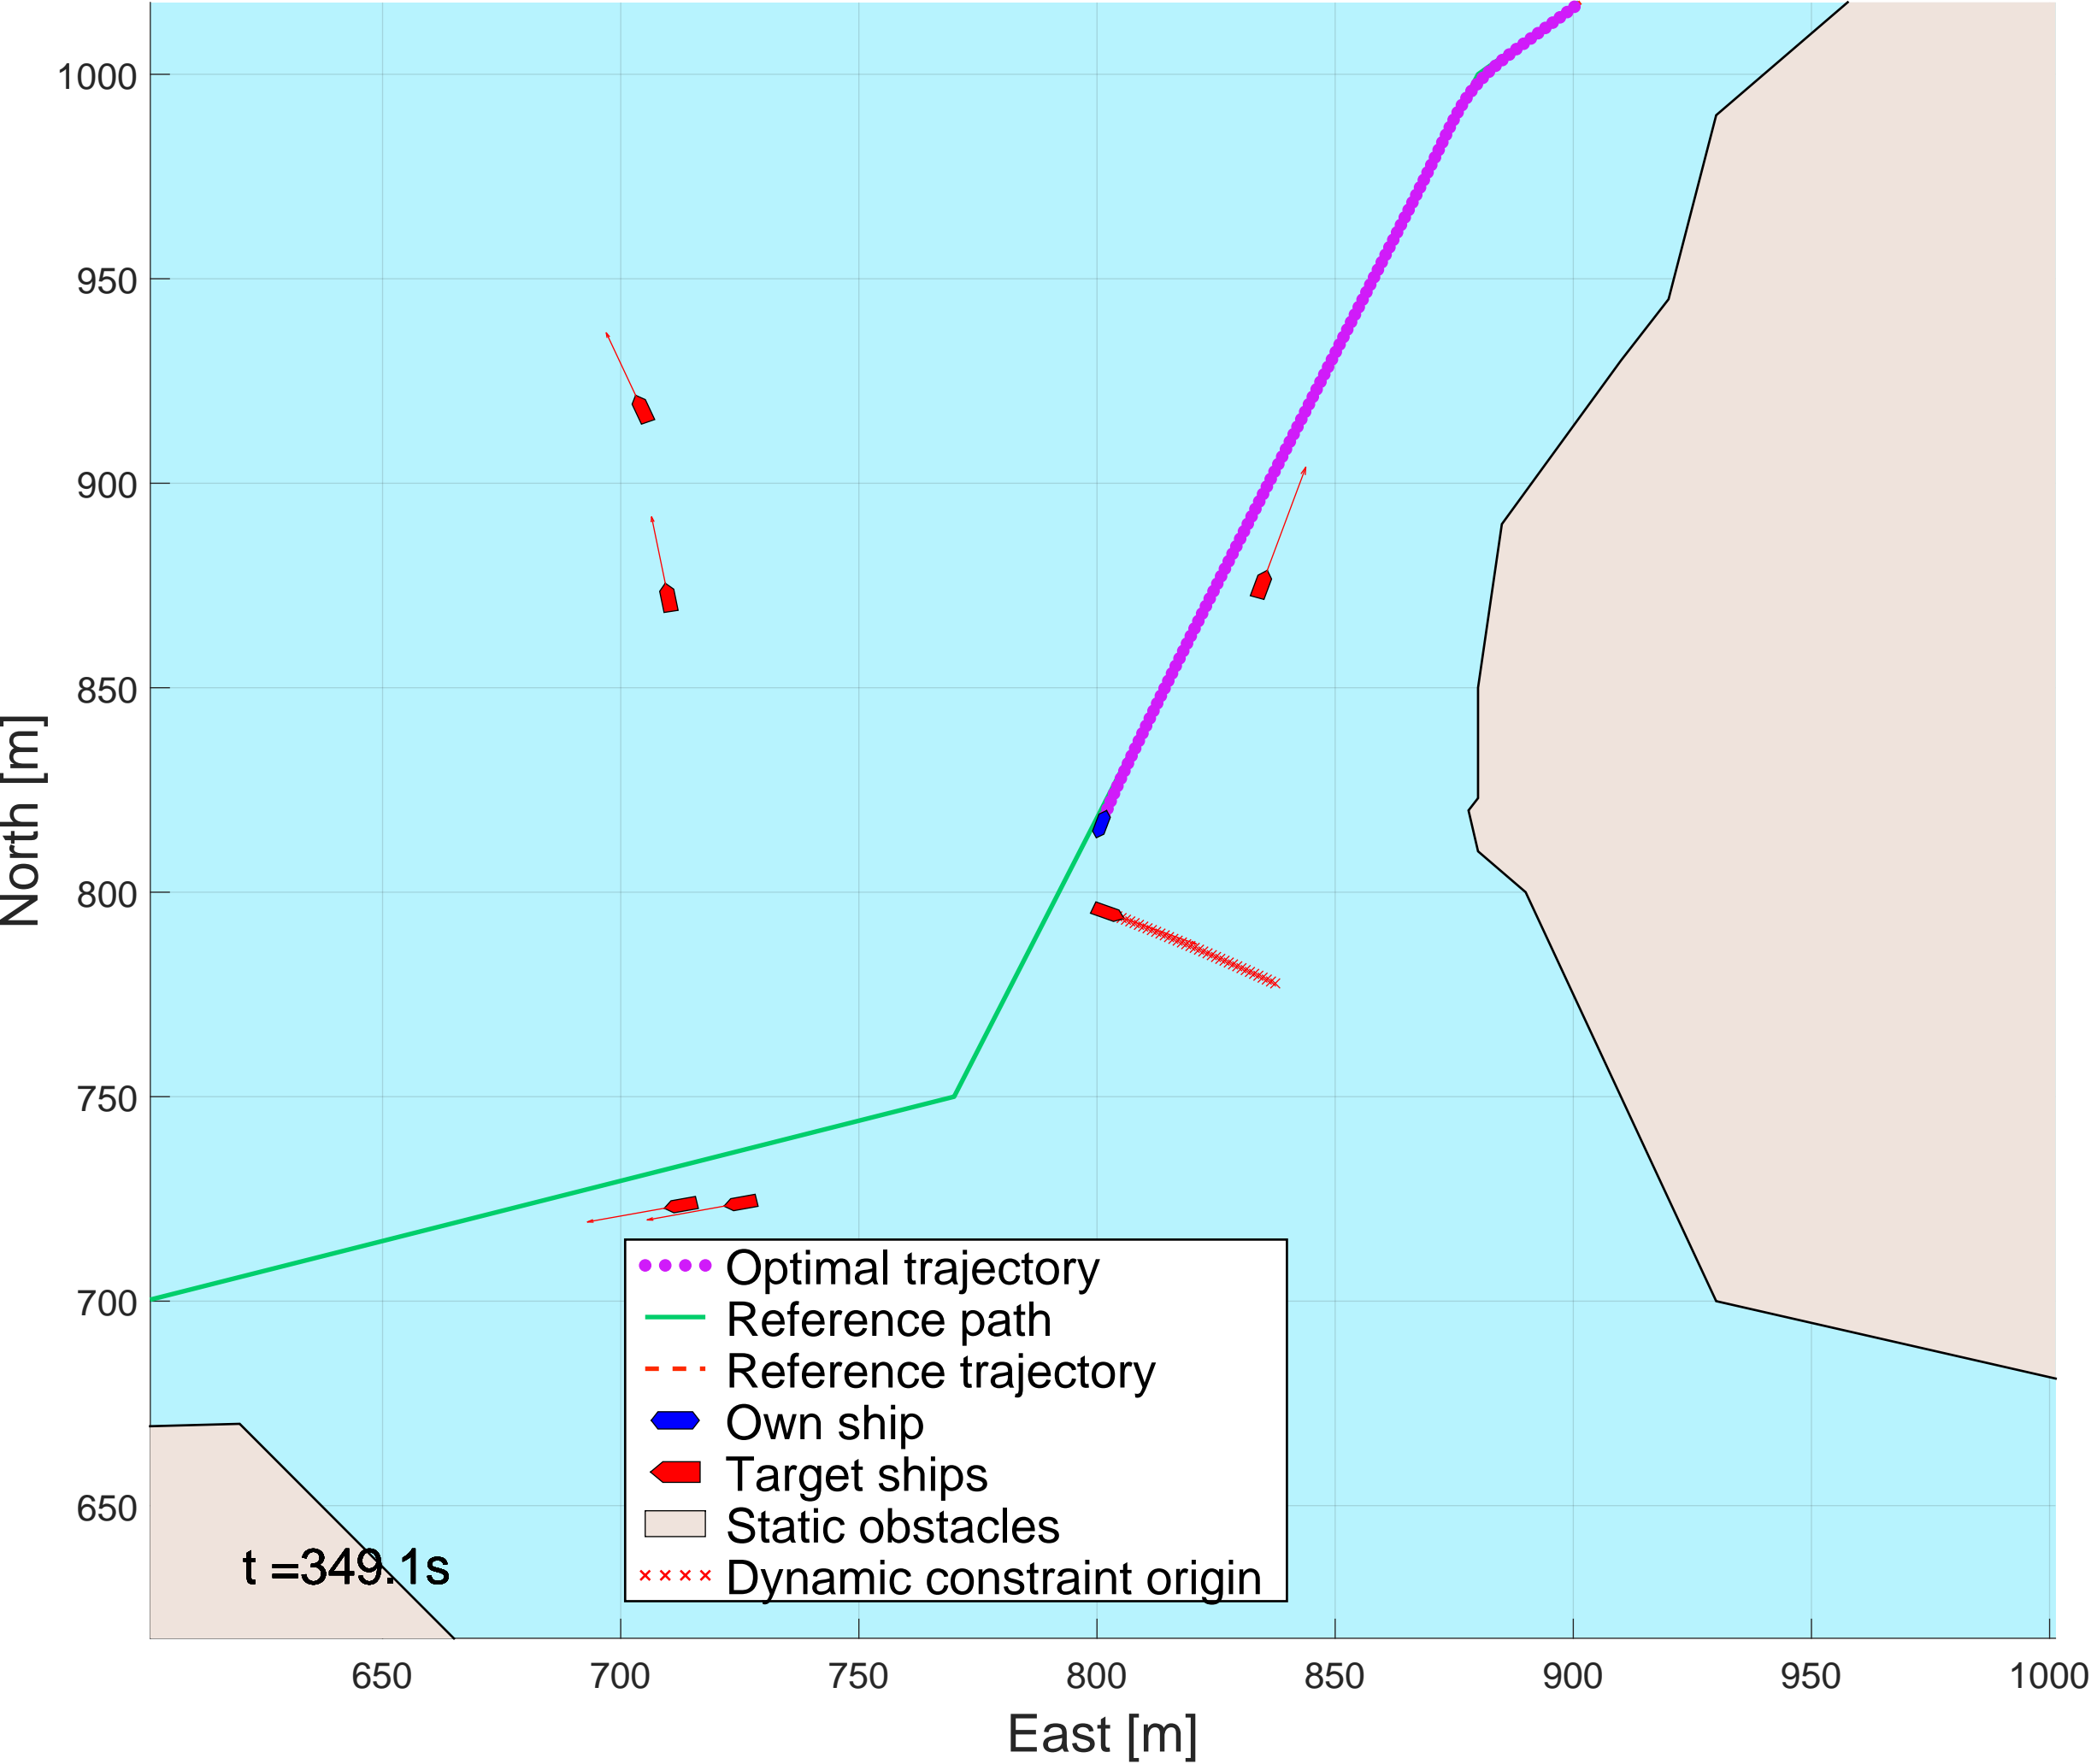 1000
950
900
850
800
750
700
650
North [m]
Optimal trajectory
Reference path
Reference trajectory
Own ship
Target ships
Static obstacles
Dynamic constraint origin
t =349.1s
650 700 750 800 850 900 950 1000
East [m]